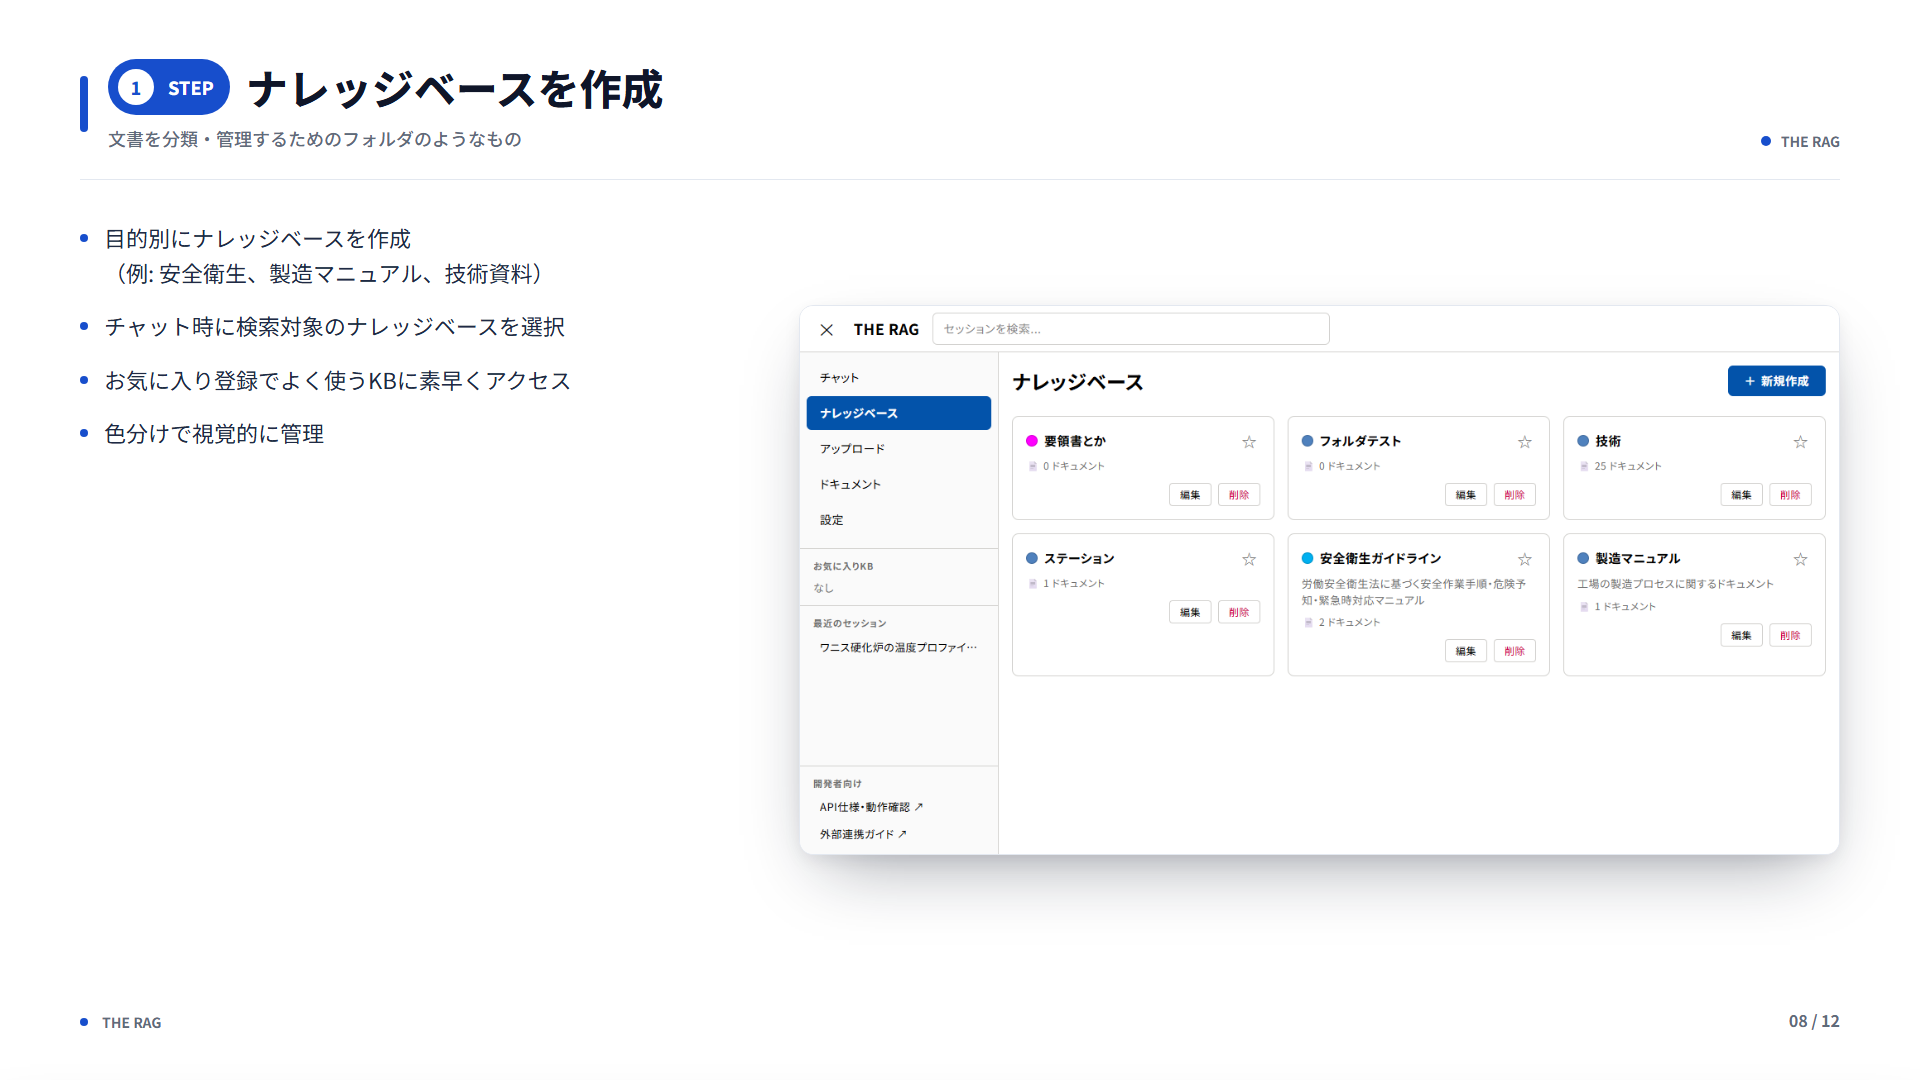 1 STEP ナレッジベースを作成
文書を分類・管理するためのフォルダのようなもの
THE RAG
目的別にナレッジベースを作成
（例: 安全衛生、製造マニュアル、技術資料）
チャット時に検索対象のナレッジベースを選択
お気に入り登録でよく使うKBに素早くアクセス
色分けで視覚的に管理
× THE RAG セッションを検索...
チャット
ナレッジベース
アップロード
ドキュメント
設定
お気に入りKB
なし
最近のセッション
ワニス硬化炉の温度プロファイ…
開発者向け
API仕様・動作確認 ↗
外部連携ガイド ↗
ナレッジベース
＋ 新規作成
要領書とか ☆
0 ドキュメント
編集 削除
フォルダテスト ☆
0 ドキュメント
編集 削除
技術 ☆
25 ドキュメント
編集 削除
ステーション ☆
1 ドキュメント
編集 削除
安全衛生ガイドライン ☆
労働安全衛生法に基づく安全作業手順・危険予
知・緊急時対応マニュアル
2 ドキュメント
編集 削除
製造マニュアル ☆
工場の製造プロセスに関するドキュメント
1 ドキュメント
編集 削除
THE RAG
08 / 12